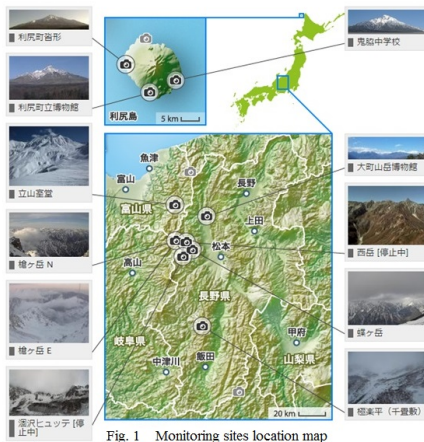 利尻町沓形
利尻町立博物館
鬼脇中学校
利尻島
5 km
立山室堂
槍ヶ岳 N
槍ヶ岳 E
涸沢ヒュッテ [停
止中]
魚津
富山
富山県
長野
上田
松本
高山
長野県
岐阜県
中津川
飯田
甲府
山梨県
20 km
大町山岳博物館
西岳 [停止中]
蝶ヶ岳
極楽平（千畳敷）
Fig. 1 Monitoring sites location map